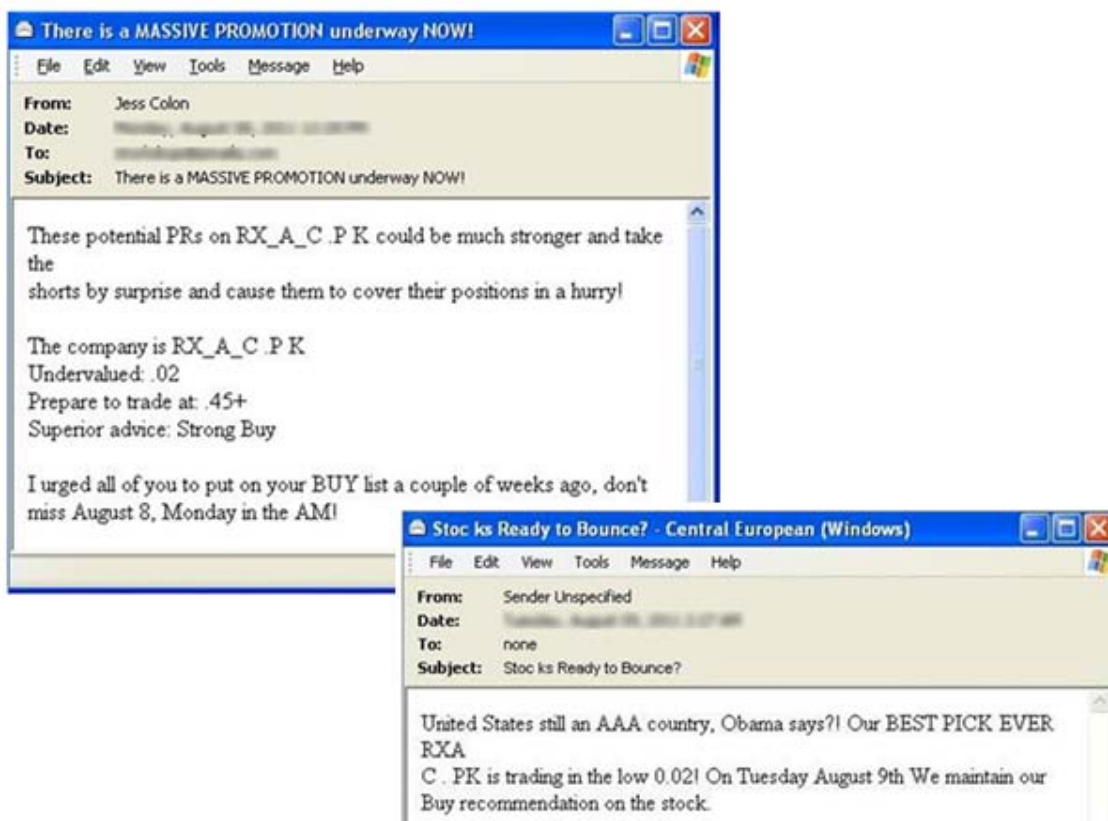 There is a MASSIVE PROMOTION underway NOW!
File Edit View Tools Message Help
From: Jess Colon
Date:
To:
Subject: There is a MASSIVE PROMOTION underway NOW!
These potential PRs on RX_A_C .P K could be much stronger and take
the
shorts by surprise and cause them to cover their positions in a hurry!
The company is RX_A_C .P K
Undervalued: .02
Prepare to trade at: .45+
Superior advice: Strong Buy
I urged all of you to put on your BUY list a couple of weeks ago, don't
miss August 8, Monday in the AM!
Stoc ks Ready to Bounce? - Central European (Windows)
File Edit View Tools Message Help
From: Sender Unspecified
Date:
To: none
Subject: Stoc ks Ready to Bounce?
United States still an AAA country, Obama says?! Our BEST PICK EVER
RXA
C . PK is trading in the low 0.02! On Tuesday August 9th We maintain our
Buy recommendation on the stock.